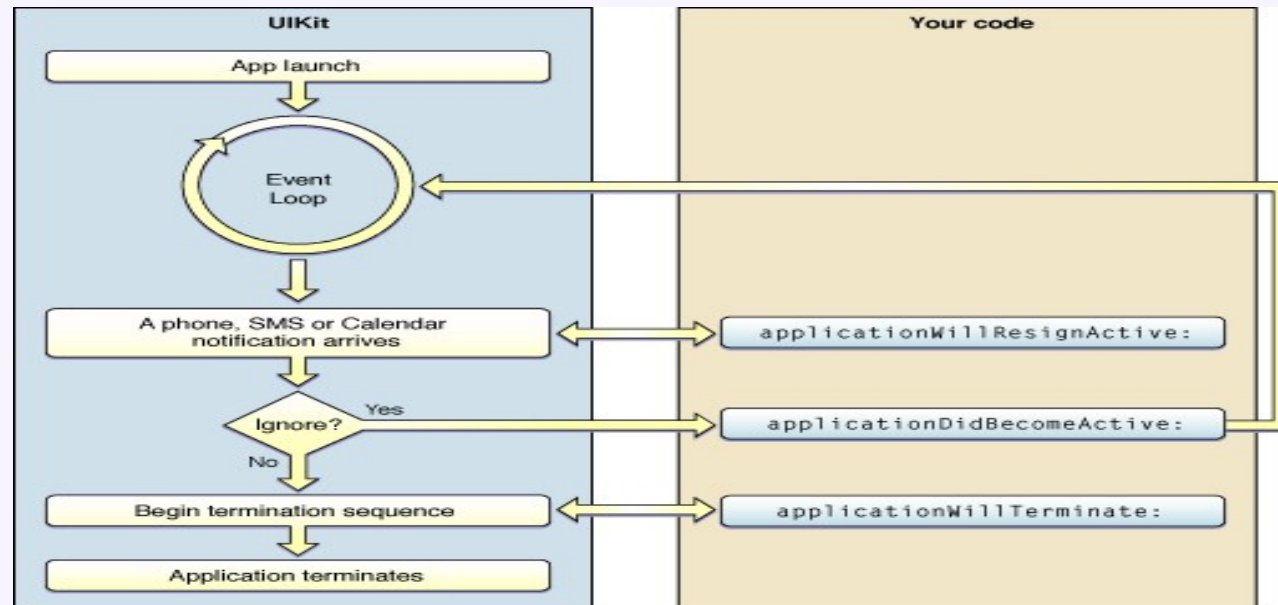 UIKit
Your code
App launch
Event
Loop
A phone, SMS or Calendar
notification arrives
applicationWillResignActive:
Ignore?
Yes
applicationDidBecomeActive:
No
Begin termination sequence
applicationWillTerminate:
Application terminates